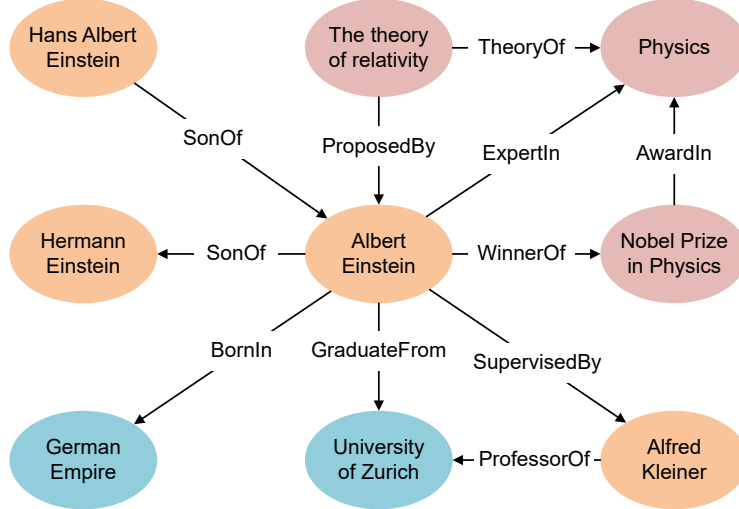 Hans Albert
Einstein
The theory
of relativity
TheoryOf
Physics
SonOf
ProposedBy
ExpertIn
AwardIn
Hermann
Einstein
SonOf
Albert
Einstein
WinnerOf
Nobel Prize
in Physics
BornIn
GraduateFrom
SupervisedBy
German
Empire
University
of Zurich
ProfessorOf
Alfred
Kleiner